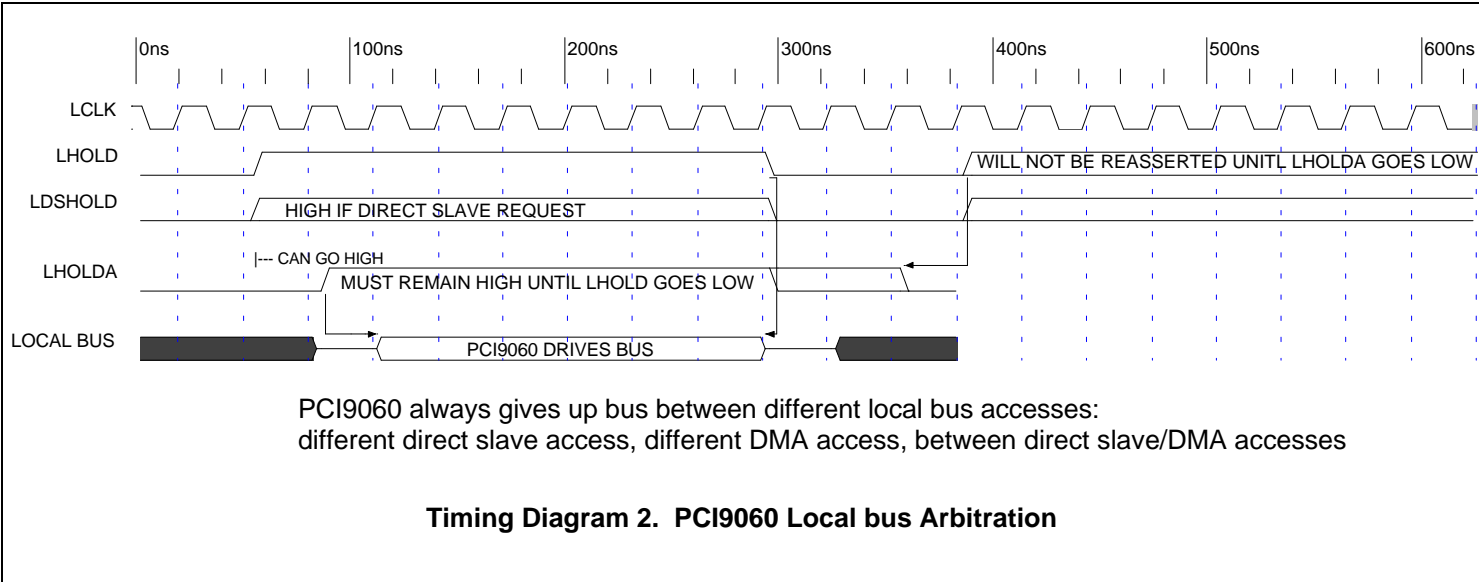 0ns 100ns 200ns 300ns 400ns 500ns 600ns
LCLK
LHOLD
WILL NOT BE REASSERTED UNITL LHOLDA GOES LOW
LDSHOLD
HIGH IF DIRECT SLAVE REQUEST
|--- CAN GO HIGH
LHOLDA
MUST REMAIN HIGH UNTIL LHOLD GOES LOW
LOCAL BUS
PCI9060 DRIVES BUS
PCI9060 always gives up bus between different local bus accesses:
different direct slave access, different DMA access, between direct slave/DMA accesses
Timing Diagram 2. PCI9060 Local bus Arbitration